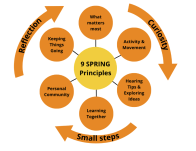 What
matters
most
Reflection
Curiosity
Keeping
Things
Going
Activity &
Movement
9 SPRING
Principles
Personal
Community
Hearing
Tips &
Exploring
Ideas
Learning
Together
Small steps